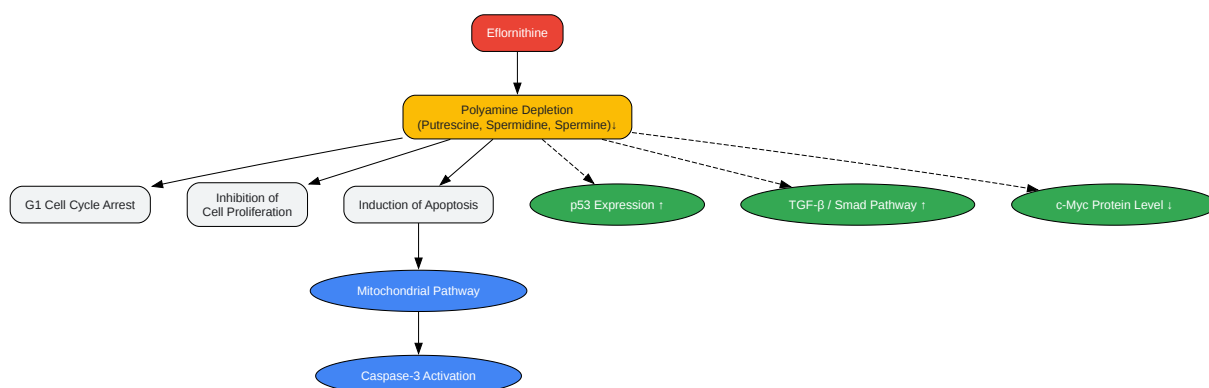 Eflornithine
Polyamine Depletion
(Putrescine, Spermidine, Spermine)↓
G1 Cell Cycle Arrest
Inhibition of
Cell Proliferation
Induction of Apoptosis
p53 Expression ↑
TGF-β / Smad Pathway ↑
c-Myc Protein Level ↓
Mitochondrial Pathway
Caspase-3 Activation